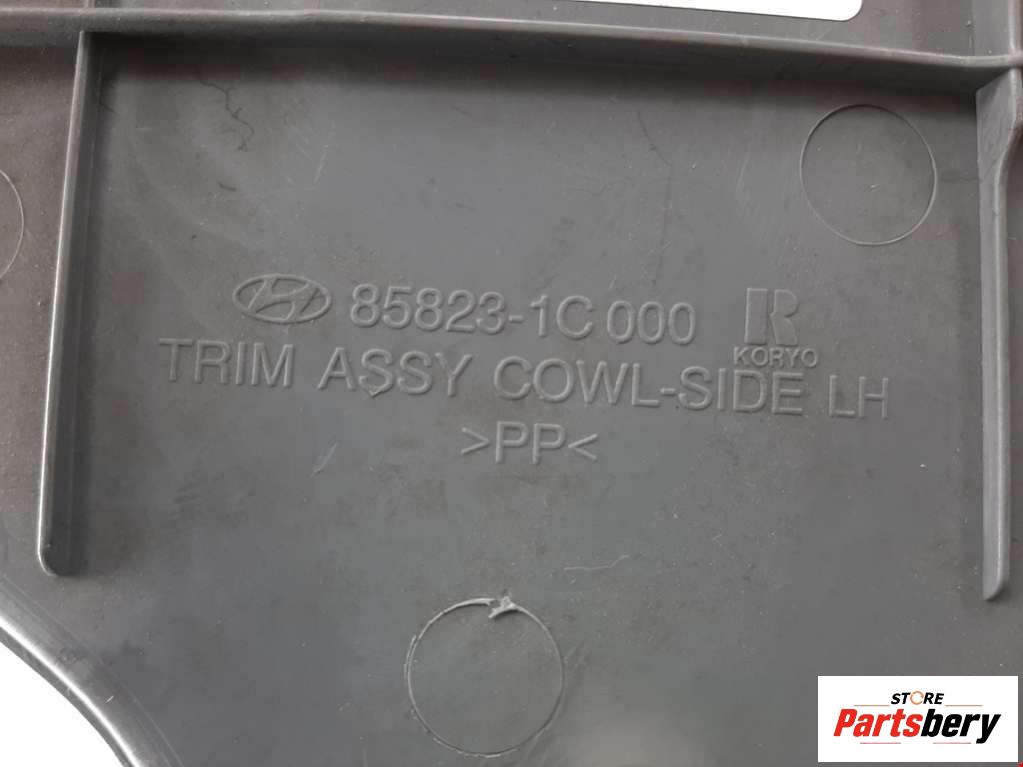 85823-1C000
KORYO
TRIM ASSY COWL-SIDE LH
>PP<
STORE
Partsbery